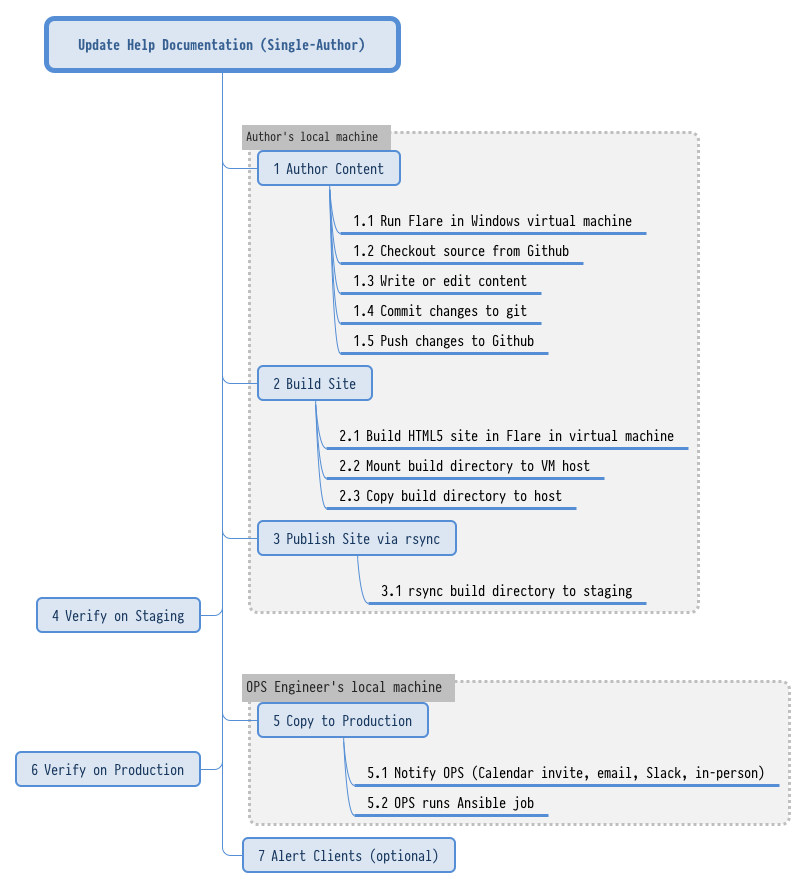 Update Help Documentation (Single-Author)
Author's local machine
1 Author Content
1.1 Run Flare in Windows virtual machine
1.2 Checkout source from Github
1.3 Write or edit content
1.4 Commit changes to git
1.5 Push changes to Github
2 Build Site
2.1 Build HTML5 site in Flare in virtual machine
2.2 Mount build directory to VM host
2.3 Copy build directory to host
3 Publish Site via rsync
3.1 rsync build directory to staging
4 Verify on Staging
OPS Engineer's local machine
5 Copy to Production
6 Verify on Production
5.1 Notify OPS (Calendar invite, email, Slack, in-person)
5.2 OPS runs Ansible job
7 Alert Clients (optional)